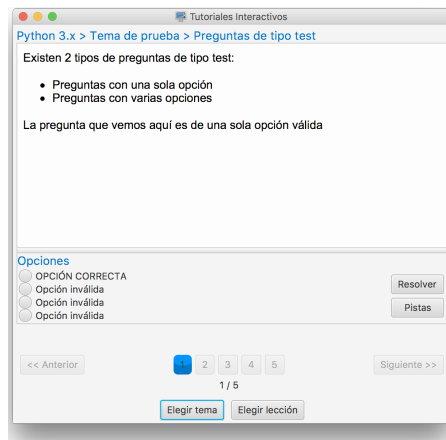 Tutoriales Interactivos
Python 3.x > Tema de prueba > Preguntas de tipo test
Existen 2 tipos de preguntas de tipo test:
• Preguntas con una sola opción
• Preguntas con varias opciones
La pregunta que vemos aquí es de una sola opción válida
Opciones
OPCIÓN CORRECTA
Opción inválida
Opción inválida
Opción inválida
Resolver
Pistas
<< Anterior 1 2 3 4 5 Siguiente >>
1 / 5
Elegir tema Elegir lección